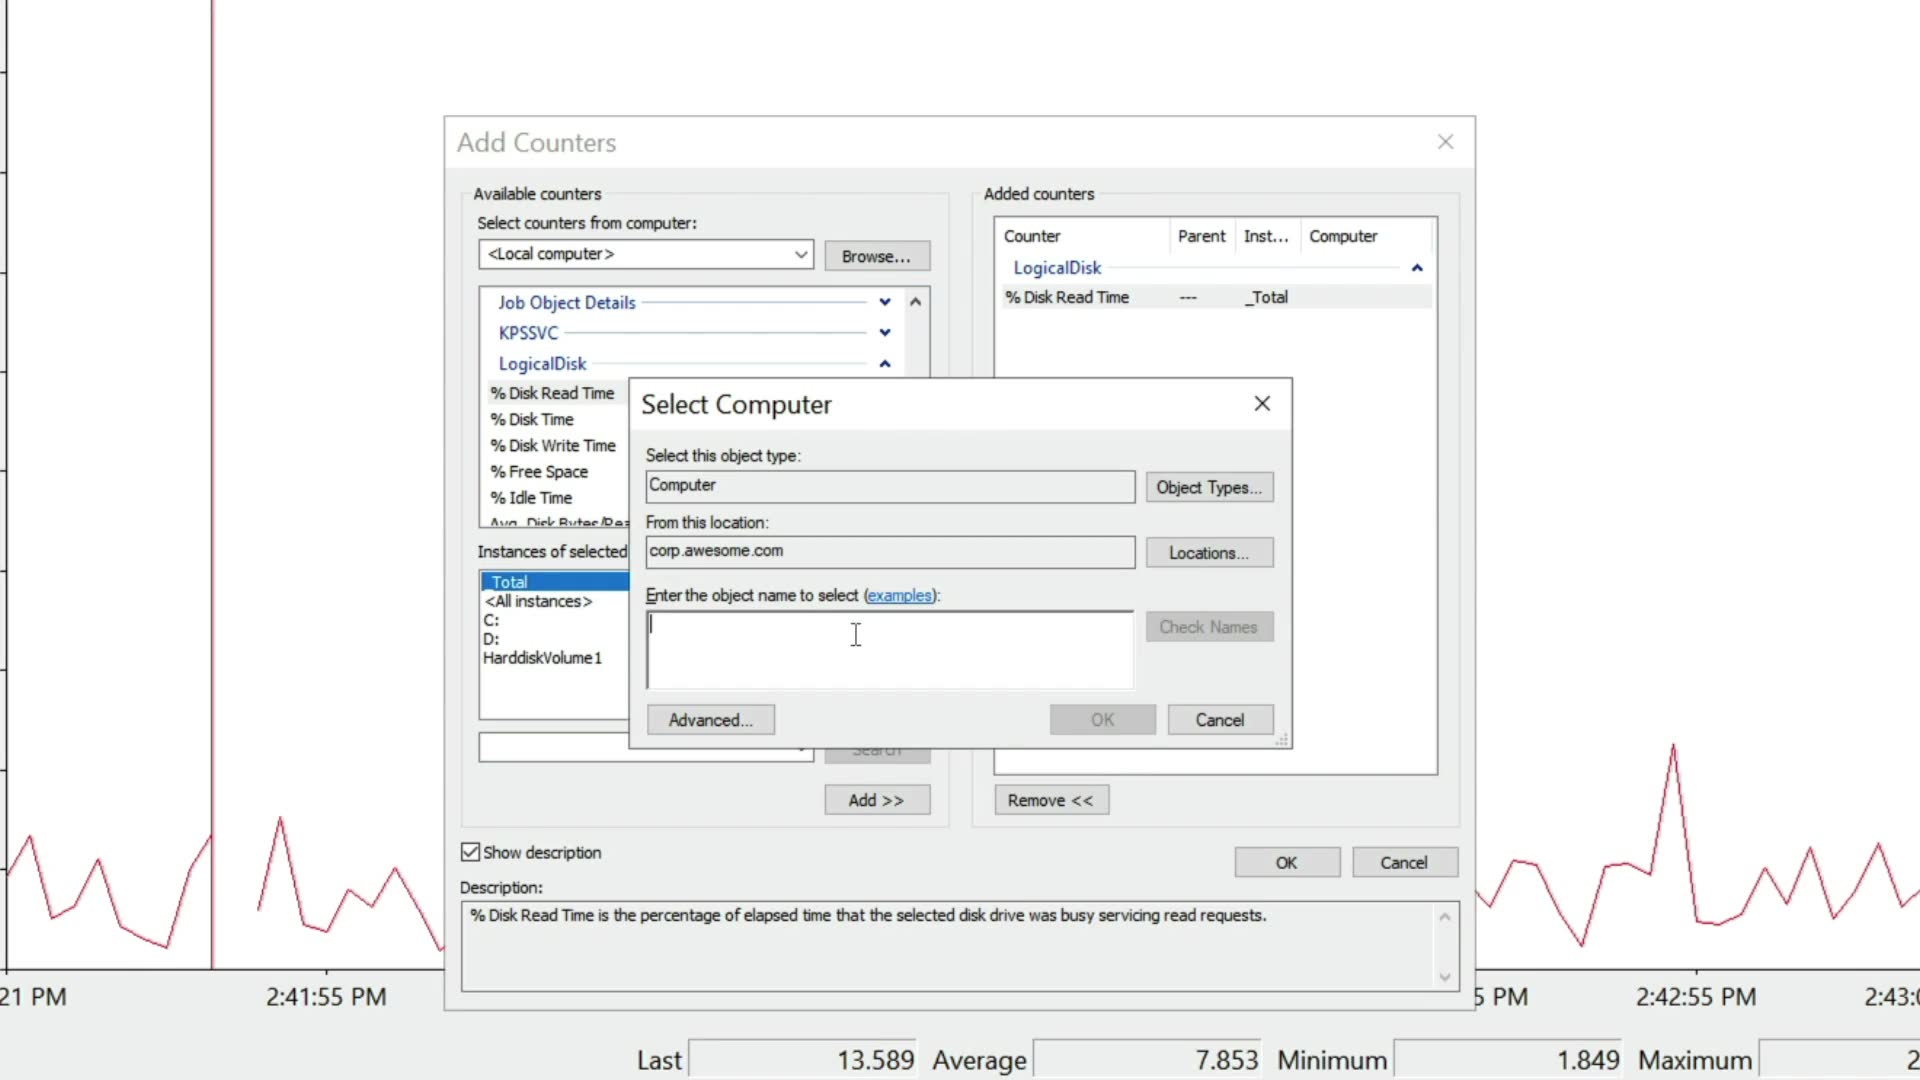 Add Counters
Available counters
Select counters from computer:
<Local computer>
Browse...
Job Object Details
KPSSVC
LogicalDisk
% Disk Read Time
% Disk Time
% Disk Write Time
% Free Space
% Idle Time
Avg. Disk Bytes/Rea
Instances of selected
_Total
<All instances>
C:
D:
HarddiskVolume1
Search
Add >>
Added counters
Counter Parent Inst... Computer
LogicalDisk
% Disk Read Time --- _Total
Remove <<
Select Computer
Select this object type:
Computer
Object Types...
From this location:
corp.awesome.com
Locations...
Enter the object name to select (examples):
Check Names
Advanced...
OK
Cancel
Show description
OK
Cancel
Description:
% Disk Read Time is the percentage of elapsed time that the selected disk drive was busy servicing read requests.
21 PM 2:41:55 PM 5 PM 2:42:55 PM 2:43:0
Last 13.589 Average 7.853 Minimum 1.849 Maximum 2